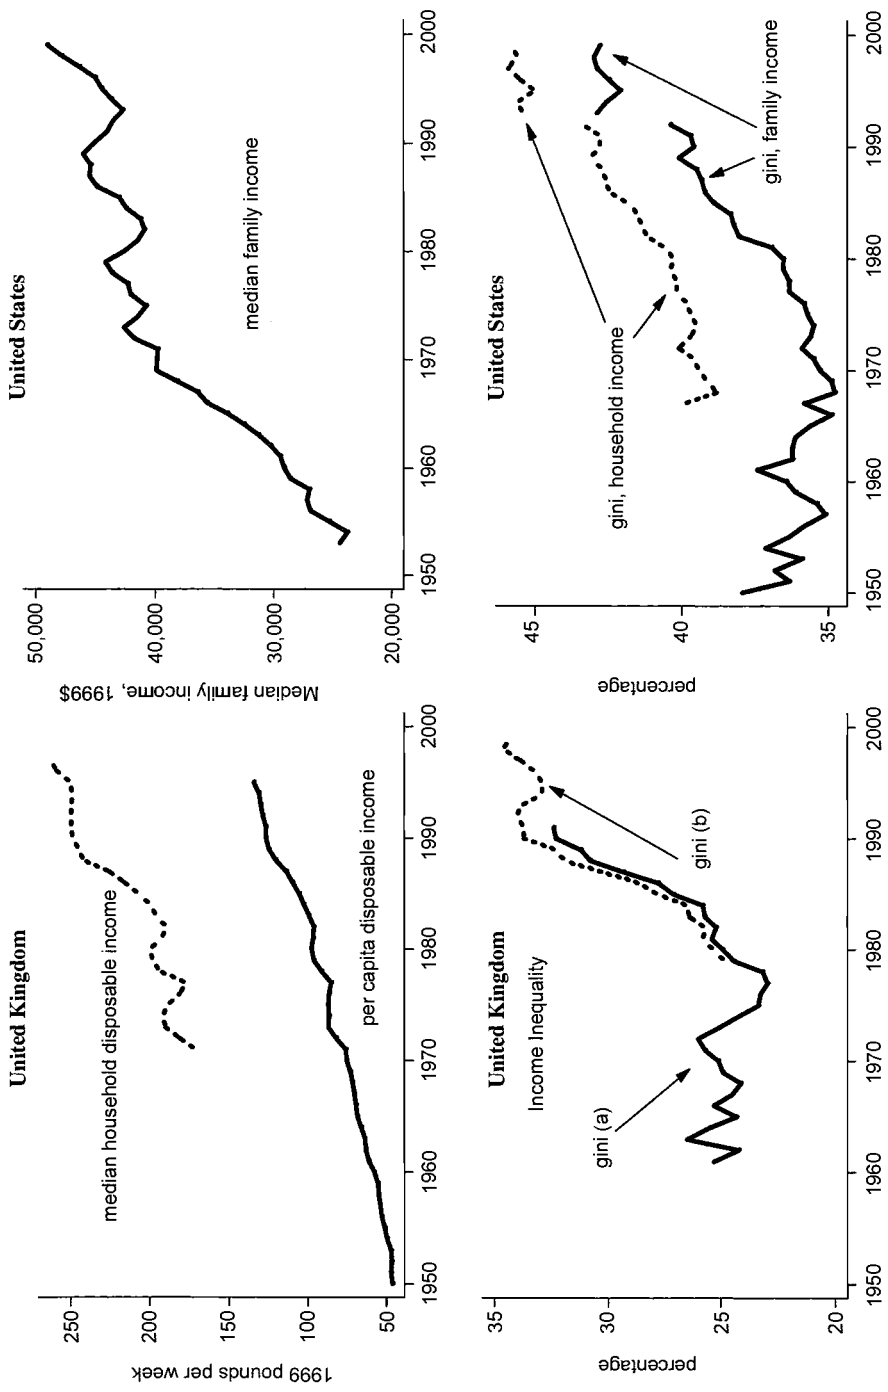 United Kingdom
1999 pounds per week
250
200
150
100
50
median household disposable income
per capita disposable income
1950
1960
1970
1980
1990
2000
United States
Median family income, 1999$
50,000
40,000
30,000
20,000
median family income
1950
1960
1970
1980
1990
2000
United Kingdom
percentage
35
30
25
20
Income Inequality
gini (a)
gini (b)
1950
1960
1970
1980
1990
2000
United States
percentage
45
40
35
gini, household income
gini, family income
1950
1960
1970
1980
1990
2000